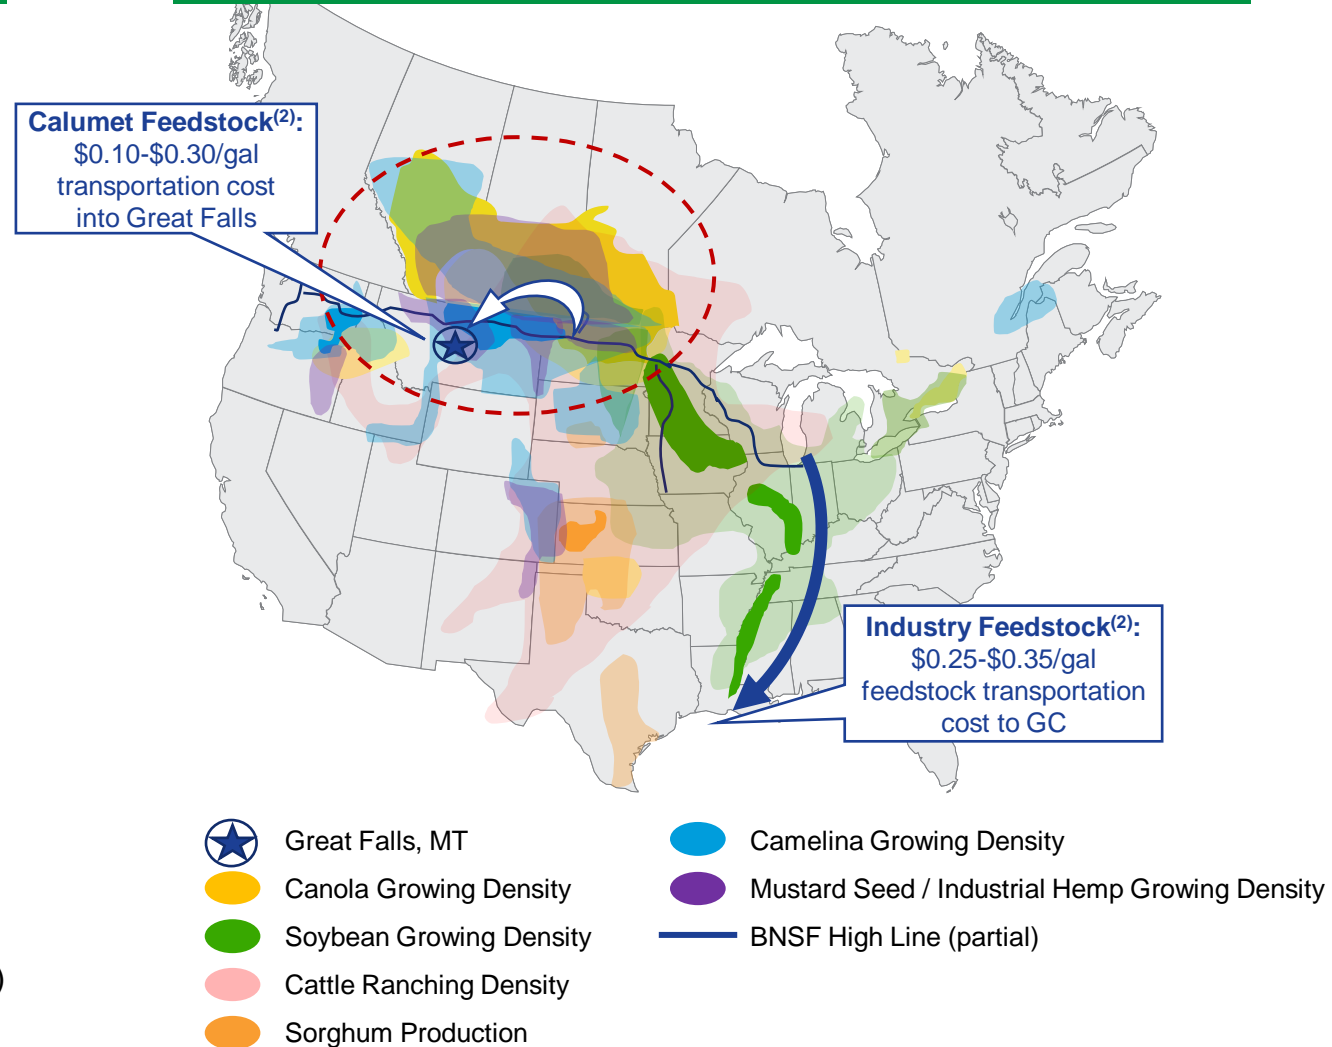 Calumet Feedstock(2):
$0.10-$0.30/gal
transportation cost
into Great Falls
Industry Feedstock(2):
$0.25-$0.35/gal
feedstock transportation
cost to GC
)
Great Falls, MT
Canola Growing Density
Soybean Growing Density
Cattle Ranching Density
Sorghum Production
Camelina Growing Density
Mustard Seed / Industrial Hemp Growing Density
BNSF High Line (partial)